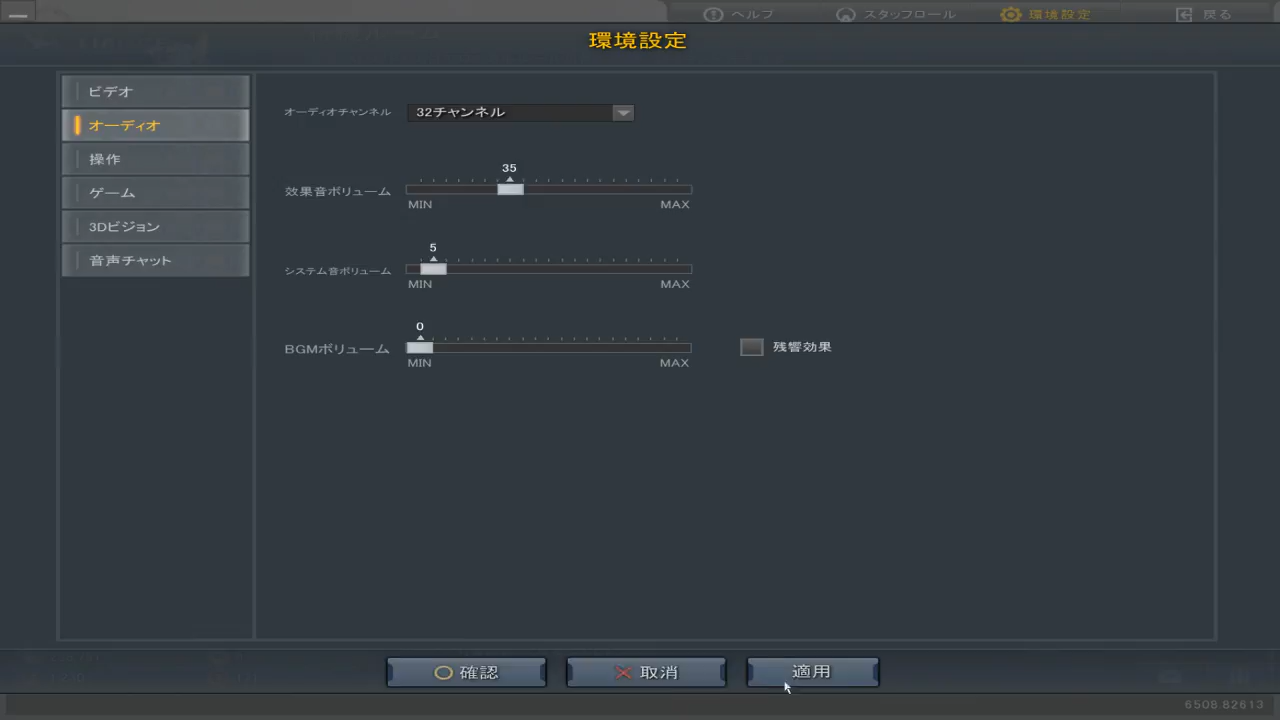 ヘルプ スタッフロール 環境設定 戻る
環境設定
ビデオ
オーディオ
操作
ゲーム
3Dビジョン
音声チャット
オーディオチャンネル 32チャンネル
35
効果音ボリューム
MIN MAX
5
システム音ボリューム
MIN MAX
0
BGMボリューム 残響効果
MIN MAX
確認 取消 適用
6508.82613